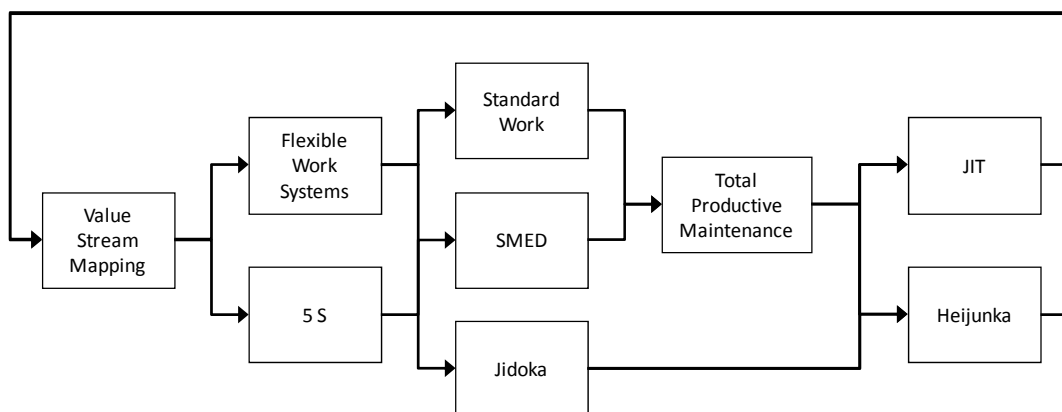 Value
Stream
Mapping
Flexible
Work
Systems
5 S
Standard
Work
SMED
Jidoka
Total
Productive
Maintenance
JIT
Heijunka